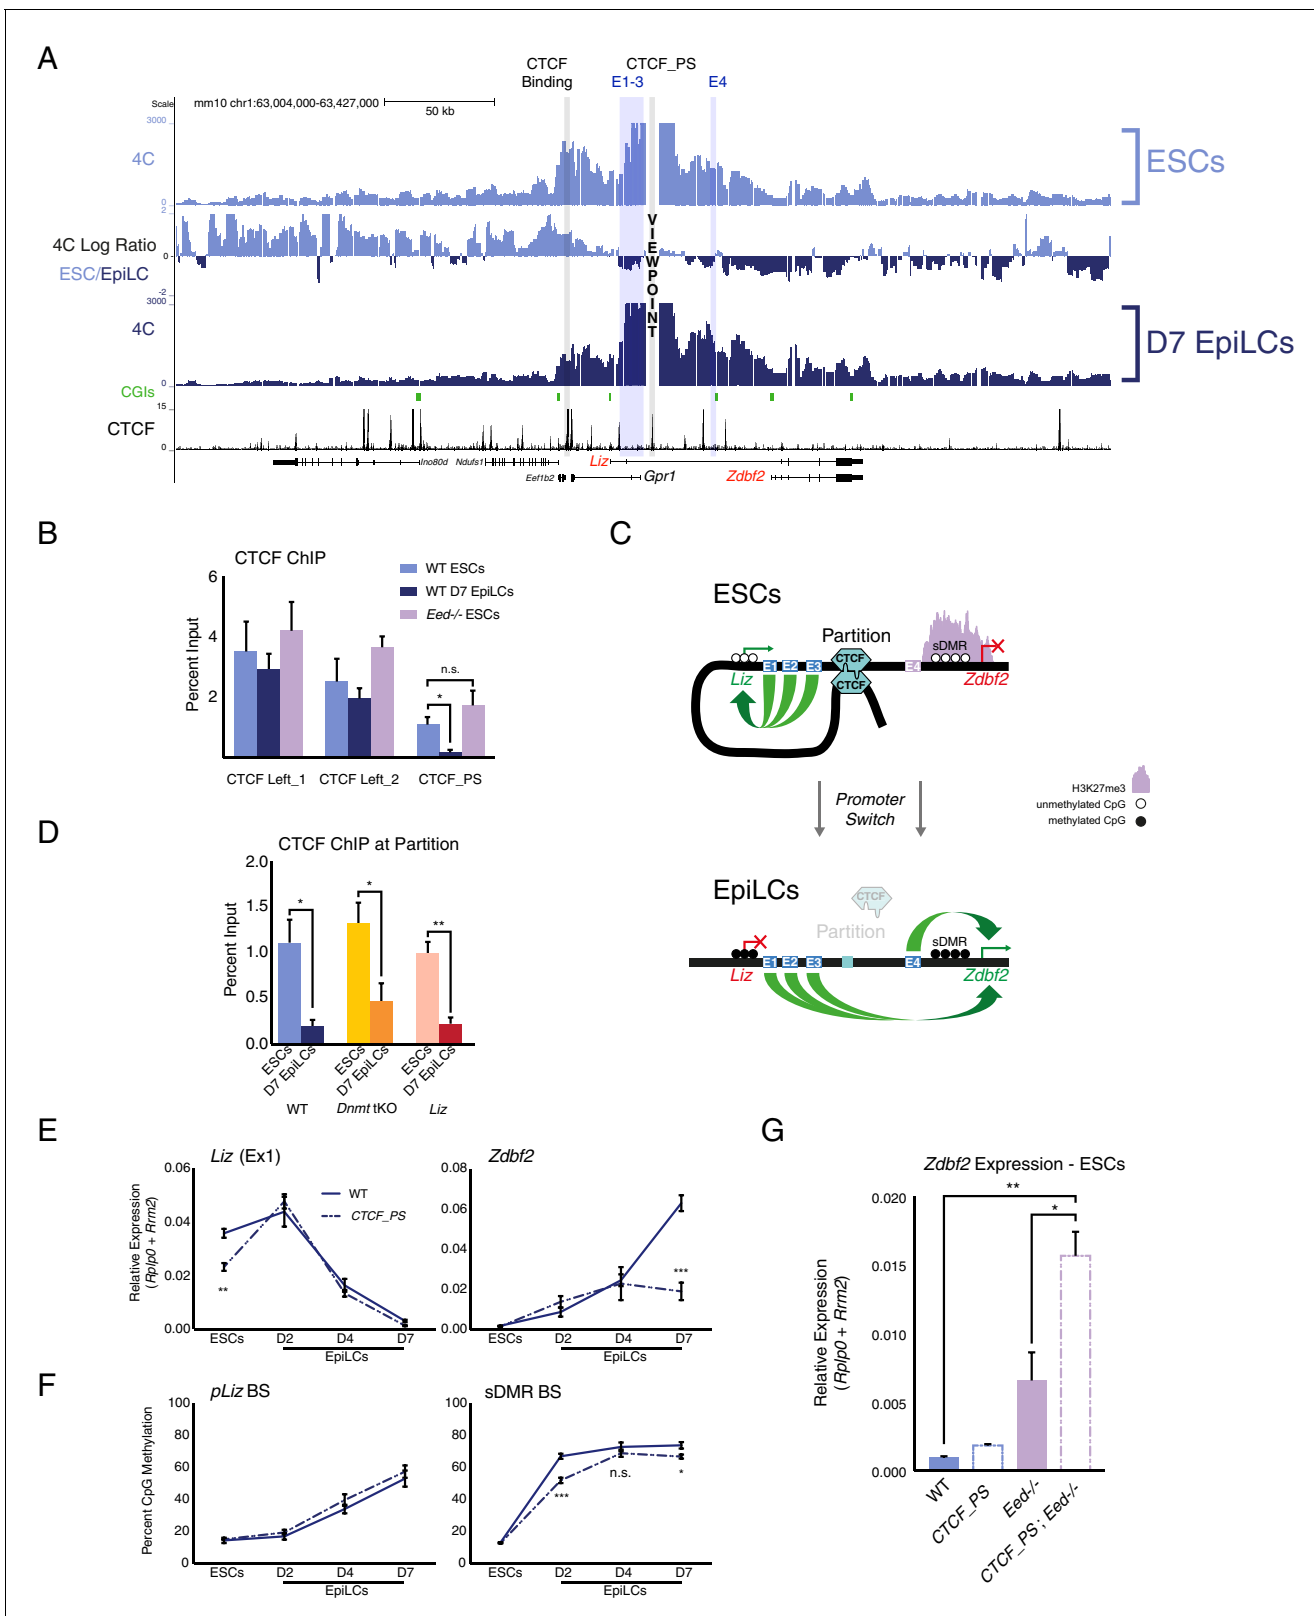 A
CTCF
Binding
CTCF_PS
E1-3
E4
Scale
mm10 chr1:63,004,000-63,427,000
50 kb
3000
4C
0
ESCs
2
4C Log Ratio
0
ESC/EpiLC
-2
VIEWPOINT
3000
4C
0
D7 EpiLCs
CGIs
15
CTCF
0
Ino80d
Ndufs1
Liz
Eef1b2
Gpr1
Zdbf2
B
CTCF ChIP
WT ESCs
WT D7 EpiLCs
Eed-/- ESCs
Percent Input
6
4
2
n.s.
*
CTCF Left_1
CTCF Left_2
CTCF_PS
C
ESCs
Partition
CTCF
CTCF
E1
E2
E3
E4
sDMR
Liz
Zdbf2
Promoter
Switch
H3K27me3
unmethylated CpG
methylated CpG
EpiLCs
CTCF
Partition
sDMR
E1
E2
E3
E4
Liz
Zdbf2
D
CTCF ChIP at Partition
Percent Input
2.0
1.5
1.0
0.5
0.0
*
*
**
ESCs
D7 EpiLCs
ESCs
D7 EpiLCs
ESCs
D7 EpiLCs
WT
Dnmt tKO
Liz
E
Liz (Ex1)
Relative Expression
(Rplp0 + Rrm2)
0.06
0.04
0.02
0.00
WT
CTCF_PS
**
ESCs
D2
D4
D7
EpiLCs
Zdbf2
0.08
0.06
0.04
0.02
0.00
***
ESCs
D2
D4
D7
EpiLCs
F
pLiz BS
Percent CpG Methylation
100
80
60
40
20
0
ESCs
D2
D4
D7
EpiLCs
sDMR BS
100
80
60
40
20
0
***
n.s.
*
ESCs
D2
D4
D7
EpiLCs
G
Zdbf2 Expression - ESCs
Relative Expression
(Rplp0 + Rrm2)
0.020
0.015
0.010
0.005
0.000
**
*
WT
CTCF_PS
Eed-/-
CTCF_PS; Eed-/-